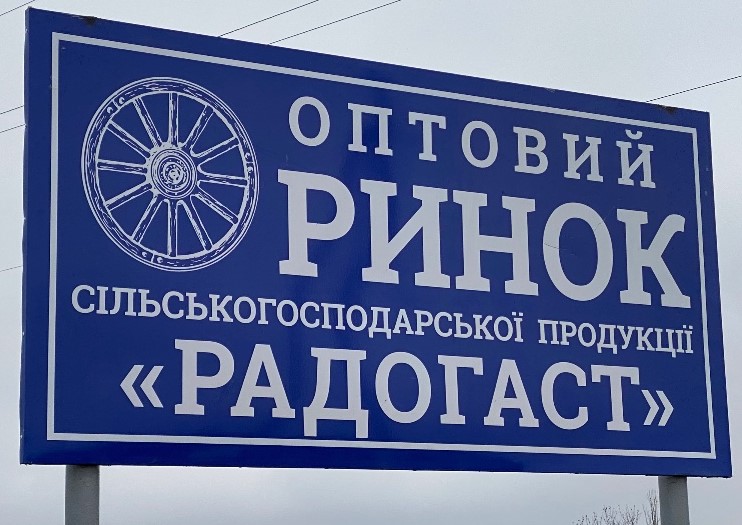 ОПТОВИЙ
РИНОК
СІЛЬСЬКОГОСПОДАРСЬКОЇ ПРОДУКЦІЇ
«РАДОГАСТ»